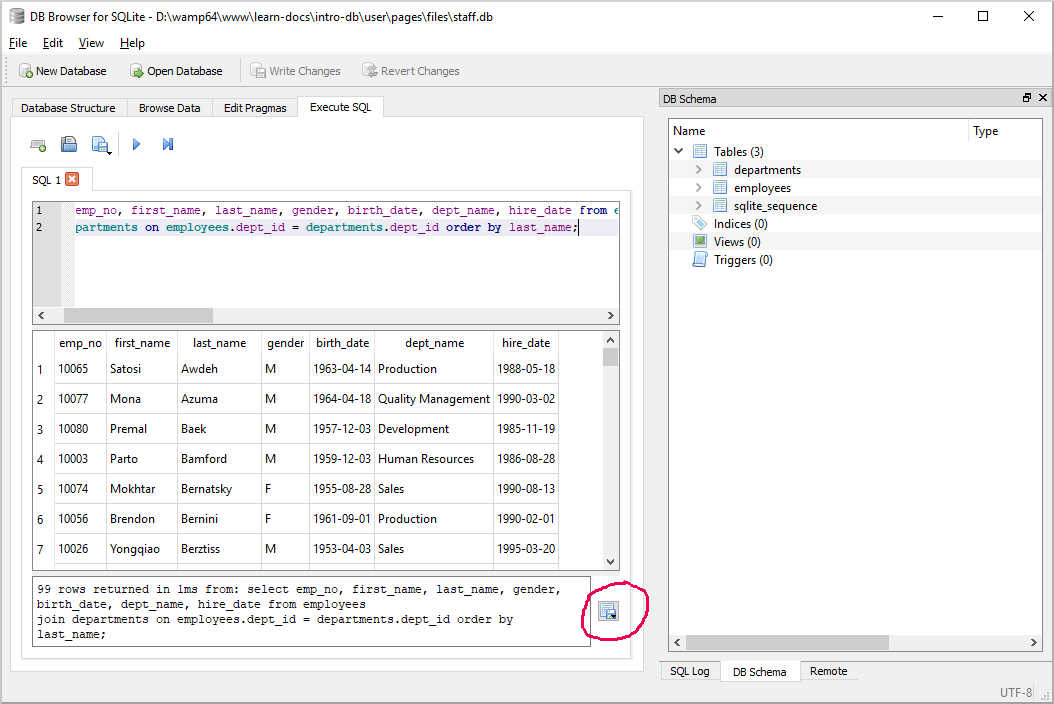 DB Browser for SQLite - D:\wamp64\www\learn-docs\intro-db\user\pages\files\staff.db
File Edit View Help
New Database Open Database Write Changes Revert Changes
Database Structure Browse Data Edit Pragmas Execute SQL
SQL 1
1 emp_no, first_name, last_name, gender, birth_date, dept_name, hire_date from e
2 partments on employees.dept_id = departments.dept_id order by last_name;
emp_no first_name last_name gender birth_date dept_name hire_date
1 10065 Satosi Awdeh M 1963-04-14 Production 1988-05-18
2 10077 Mona Azuma M 1964-04-18 Quality Management 1990-03-02
3 10080 Premal Baek M 1957-12-03 Development 1985-11-19
4 10003 Parto Bamford M 1959-12-03 Human Resources 1986-08-28
5 10074 Mokhtar Bernatsky F 1955-08-28 Sales 1990-08-13
6 10056 Brendon Bernini F 1961-09-01 Production 1990-02-01
7 10026 Yongqiao Berztiss M 1953-04-03 Sales 1995-03-20
99 rows returned in 1ms from: select emp_no, first_name, last_name, gender,
birth_date, dept_name, hire_date from employees
join departments on employees.dept_id = departments.dept_id order by
last_name;
DB Schema
Name Type
Tables (3)
departments
employees
sqlite_sequence
Indices (0)
Views (0)
Triggers (0)
SQL Log DB Schema Remote
UTF-8